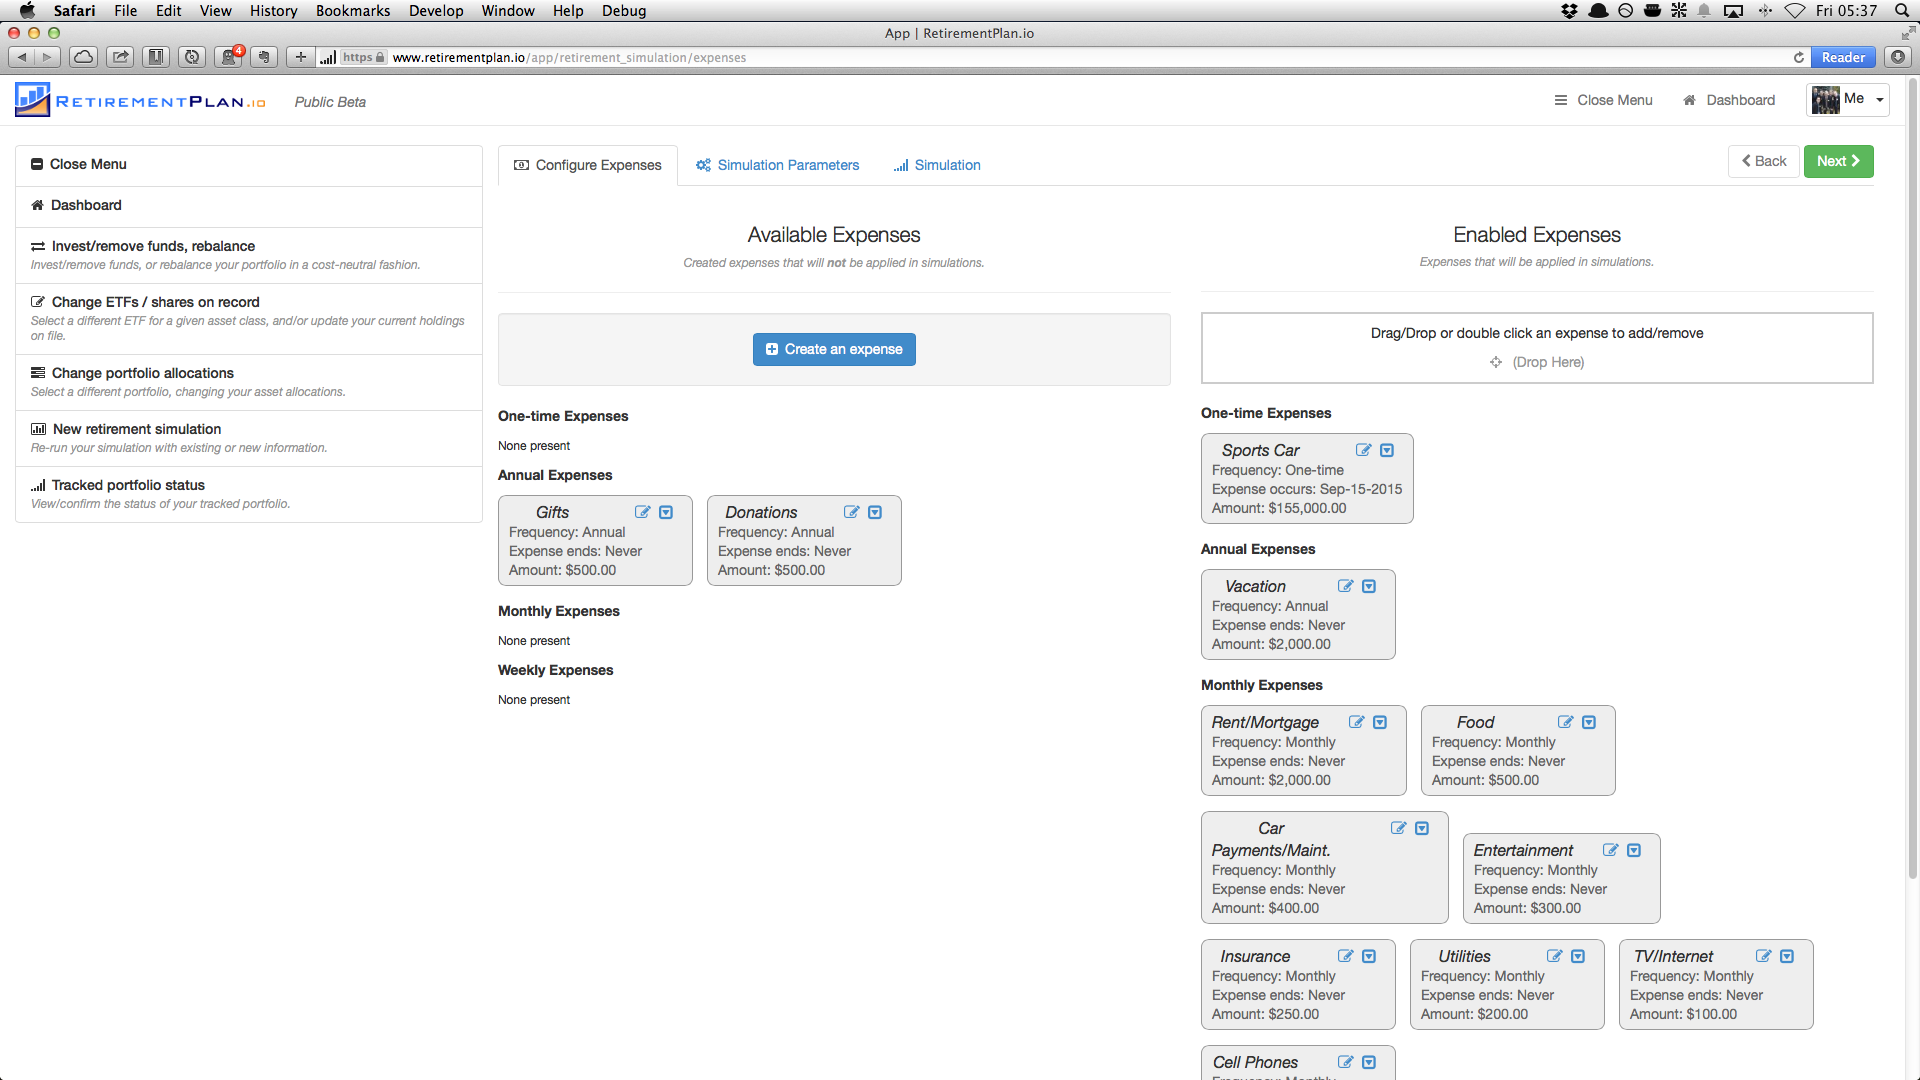 Safari File Edit View History Bookmarks Develop Window Help Debug Fri 05:37
App | RetirementPlan.io
4 https www.retirementplan.io/app/retirement_simulation/expenses Reader
RETIREMENTPLAN.IO Public Beta Close Menu Dashboard Me
Close Menu
Dashboard
Invest/remove funds, rebalance
Invest/remove funds, or rebalance your portfolio in a cost-neutral fashion.
Change ETFs / shares on record
Select a different ETF for a given asset class, and/or update your current holdings
on file.
Change portfolio allocations
Select a different portfolio, changing your asset allocations.
New retirement simulation
Re-run your simulation with existing or new information.
Tracked portfolio status
View/confirm the status of your tracked portfolio.
Configure Expenses Simulation Parameters Simulation Back Next
Available Expenses
Created expenses that will not be applied in simulations.
Create an expense
One-time Expenses
None present
Annual Expenses
Gifts
Frequency: Annual
Expense ends: Never
Amount: $500.00
Donations
Frequency: Annual
Expense ends: Never
Amount: $500.00
Monthly Expenses
None present
Weekly Expenses
None present
Enabled Expenses
Expenses that will be applied in simulations.
Drag/Drop or double click an expense to add/remove
(Drop Here)
One-time Expenses
Sports Car
Frequency: One-time
Expense occurs: Sep-15-2015
Amount: $155,000.00
Annual Expenses
Vacation
Frequency: Annual
Expense ends: Never
Amount: $2,000.00
Monthly Expenses
Rent/Mortgage
Frequency: Monthly
Expense ends: Never
Amount: $2,000.00
Food
Frequency: Monthly
Expense ends: Never
Amount: $500.00
Car
Payments/Maint.
Frequency: Monthly
Expense ends: Never
Amount: $400.00
Entertainment
Frequency: Monthly
Expense ends: Never
Amount: $300.00
Insurance
Frequency: Monthly
Expense ends: Never
Amount: $250.00
Utilities
Frequency: Monthly
Expense ends: Never
Amount: $200.00
TV/Internet
Frequency: Monthly
Expense ends: Never
Amount: $100.00
Cell Phones